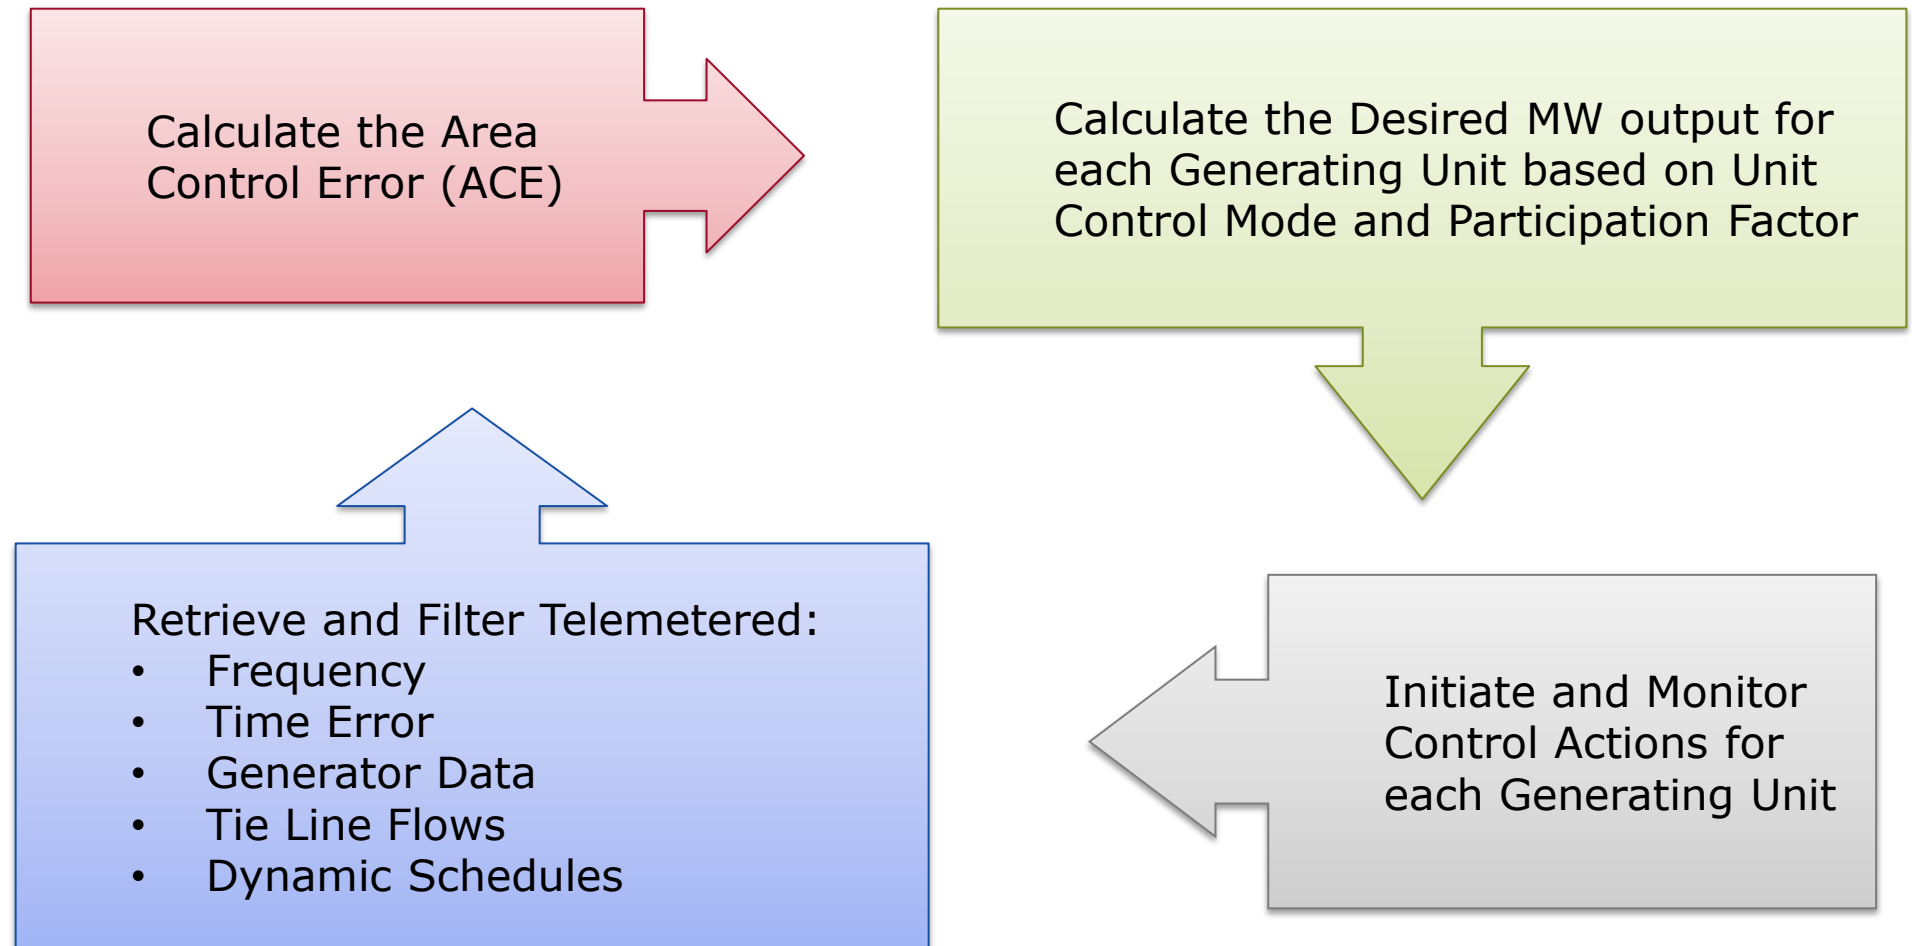 Calculate the Area
Control Error (ACE)
Calculate the Desired MW output for
each Generating Unit based on Unit
Control Mode and Participation Factor
Retrieve and Filter Telemetered:
• Frequency
• Time Error
• Generator Data
• Tie Line Flows
• Dynamic Schedules
Initiate and Monitor
Control Actions for
each Generating Unit